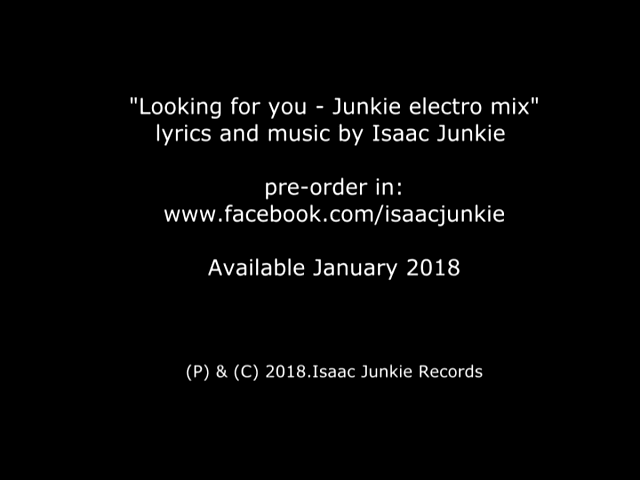 "Looking for you - Junkie electro mix"
lyrics and music by Isaac Junkie
pre-order in:
www.facebook.com/isaacjunkie
Available January 2018
(P) & (C) 2018.Isaac Junkie Records